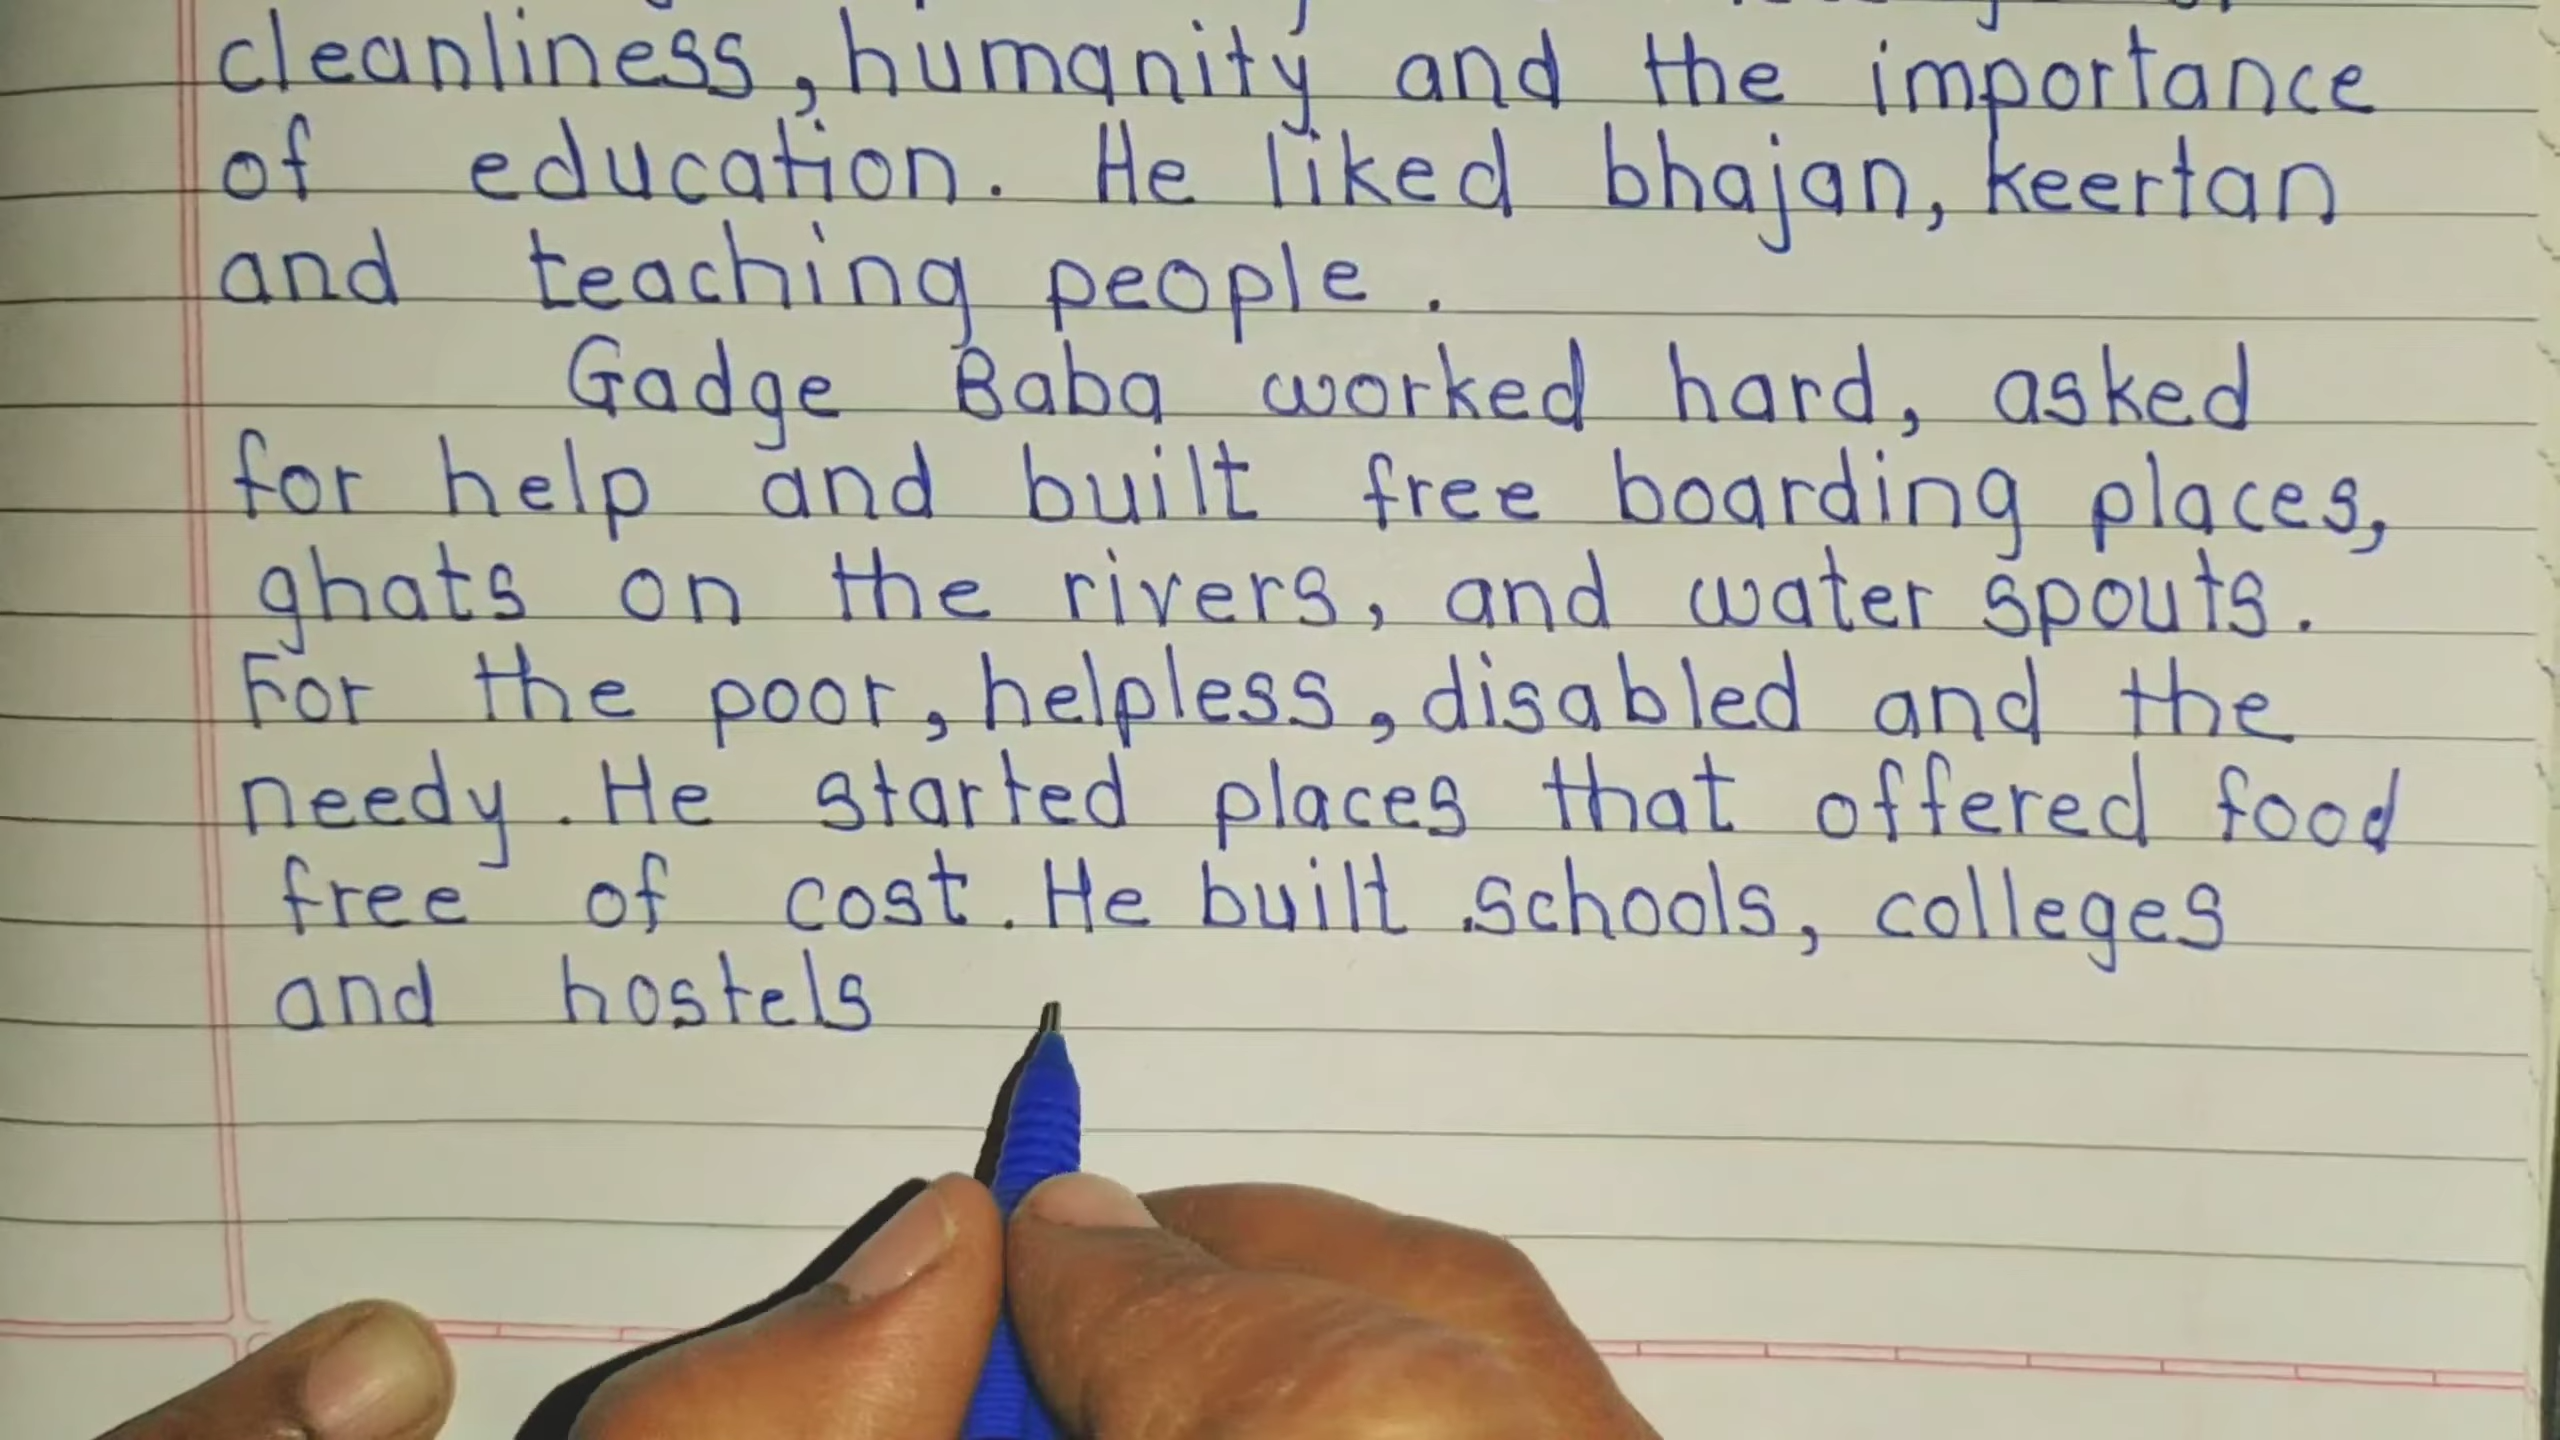 cleanliness, humanity and the importance
of education. He liked bhajan, keertan
and teaching people.
Gadge Baba worked hard, asked
for help and built free boarding places,
ghats on the rivers, and water spouts.
For the poor, helpless, disabled and the
needy. He started places that offered food
free of cost. He built schools, colleges
and hostels